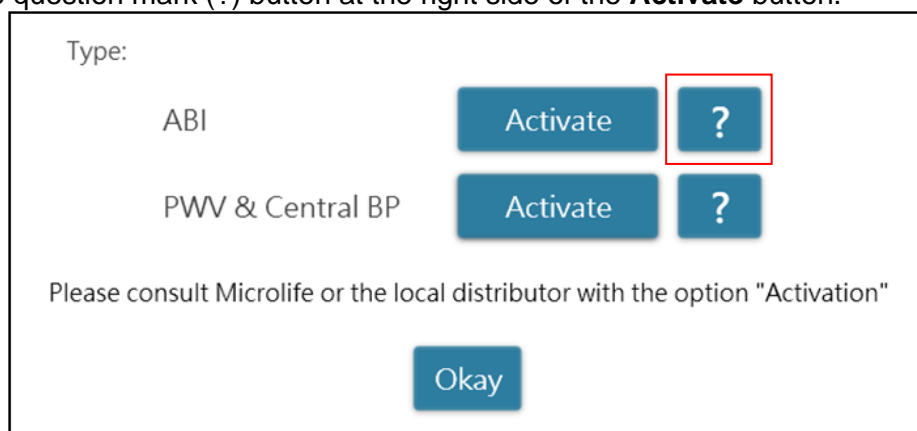 question mark (?) button at the right side of the Activate button.
Type:
ABI Activate ?
PWV & Central BP Activate ?
Please consult Microlife or the local distributor with the option "Activation"
Okay